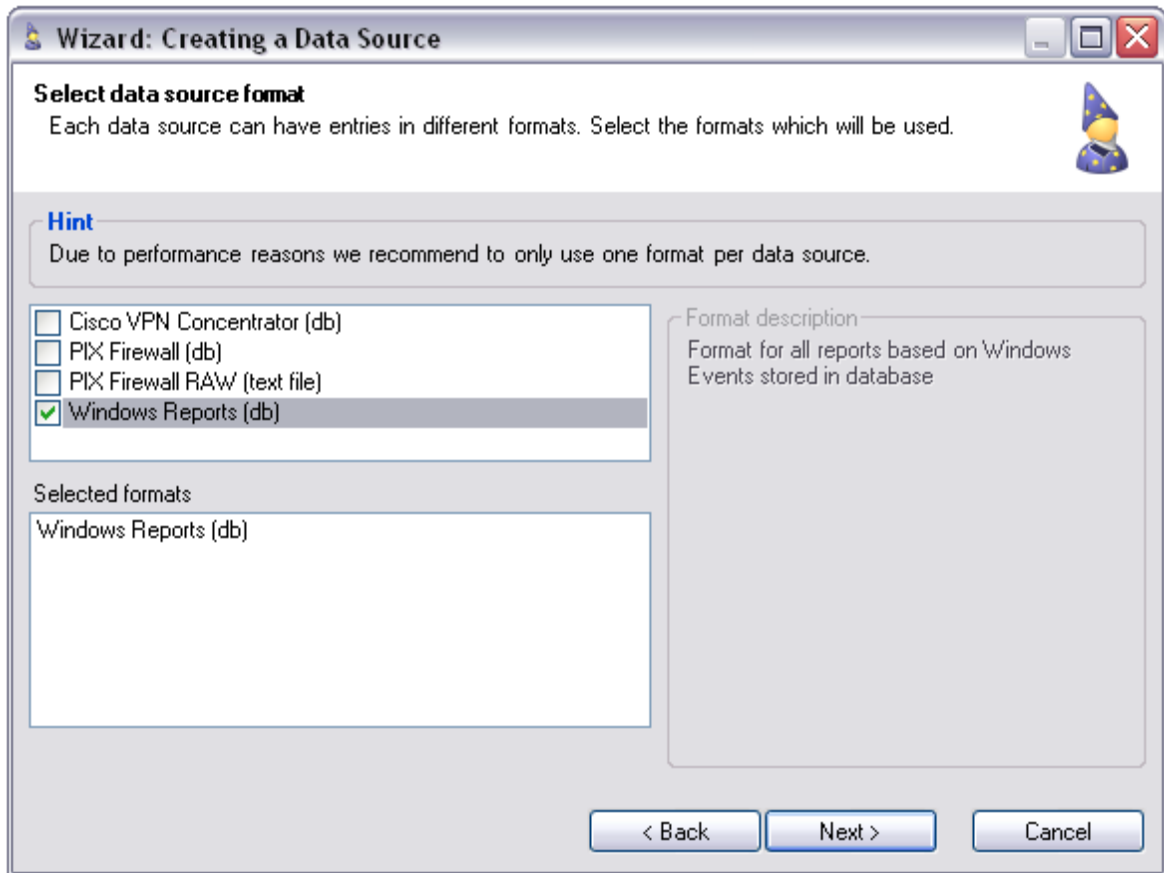 Wizard: Creating a Data Source
Select data source format
Each data source can have entries in different formats. Select the formats which will be used.
Hint
Due to performance reasons we recommend to only use one format per data source.
Cisco VPN Concentrator (db)
PIX Firewall (db)
PIX Firewall RAW (text file)
Windows Reports (db)
Format description
Format for all reports based on Windows
Events stored in database
Selected formats
Windows Reports (db)
< Back
Next >
Cancel